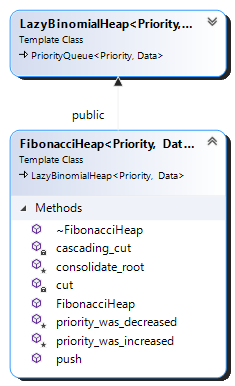 LazyBinomialHeap<Priority,...
Template Class
PriorityQueue<Priority, Data>
public
FibonacciHeap<Priority, Dat...
Template Class
LazyBinomialHeap<Priority, Data>
Methods
~FibonacciHeap
cascading_cut
consolidate_root
cut
FibonacciHeap
priority_was_decreased
priority_was_increased
push